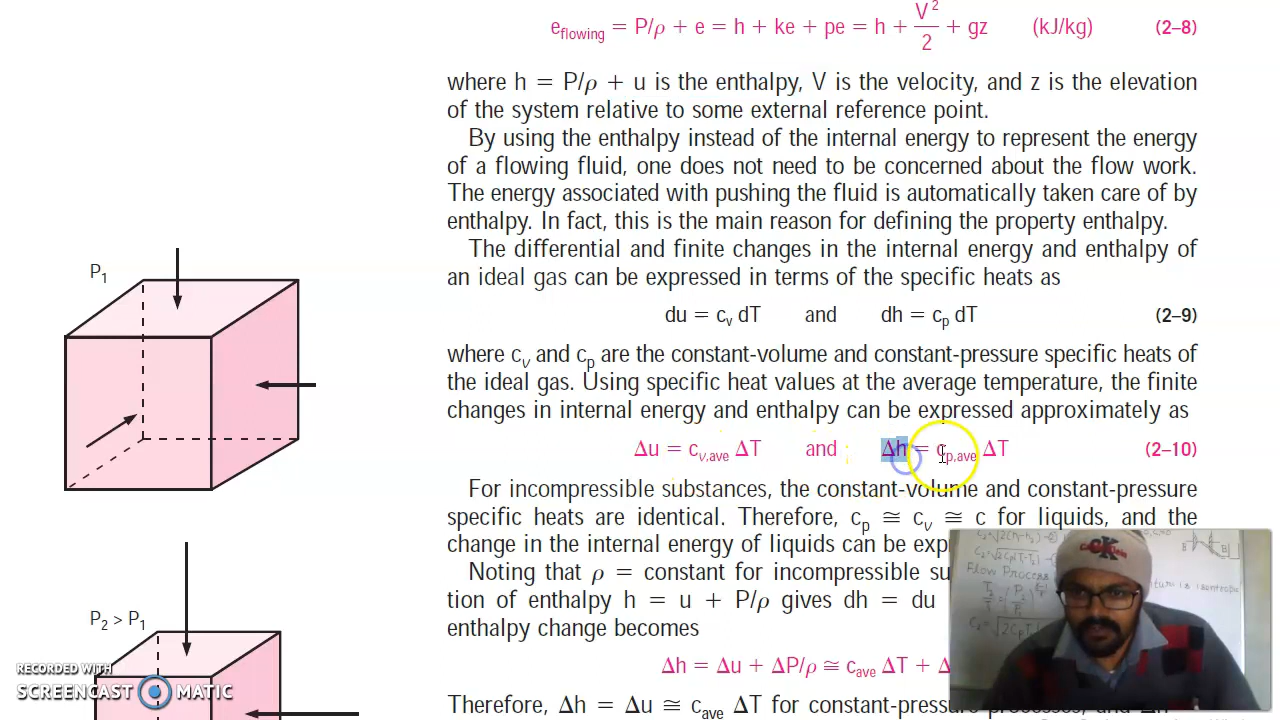 e_flowing = P/ρ + e = h + ke + pe = h + V²/2 + gz (kJ/kg) (2–8)
where h = P/ρ + u is the enthalpy, V is the velocity, and z is the elevation
of the system relative to some external reference point.
By using the enthalpy instead of the internal energy to represent the energy
of a flowing fluid, one does not need to be concerned about the flow work.
The energy associated with pushing the fluid is automatically taken care of by
enthalpy. In fact, this is the main reason for defining the property enthalpy.
The differential and finite changes in the internal energy and enthalpy of
an ideal gas can be expressed in terms of the specific heats as
du = c_v dT and dh = c_p dT (2–9)
where c_v and c_p are the constant-volume and constant-pressure specific heats of
the ideal gas. Using specific heat values at the average temperature, the finite
changes in internal energy and enthalpy can be expressed approximately as
Δu = c_v,ave ΔT and Δh = c_p,ave ΔT (2–10)
For incompressible substances, the constant-volume and constant-pressure
specific heats are identical. Therefore, c_p ≅ c_v ≅ c for liquids, and the
change in the internal energy of liquids can be exp
Noting that ρ = constant for incompressible su
tion of enthalpy h = u + P/ρ gives dh = du
enthalpy change becomes
Δh = Δu + ΔP/ρ ≅ c_ave ΔT + Δ
Therefore, Δh = Δu ≅ c_ave ΔT for constant-pressure processes, and Δh
P₁
P₂ > P₁
RECORDED WITH
SCREENCAST MATIC
CK
Flow Process